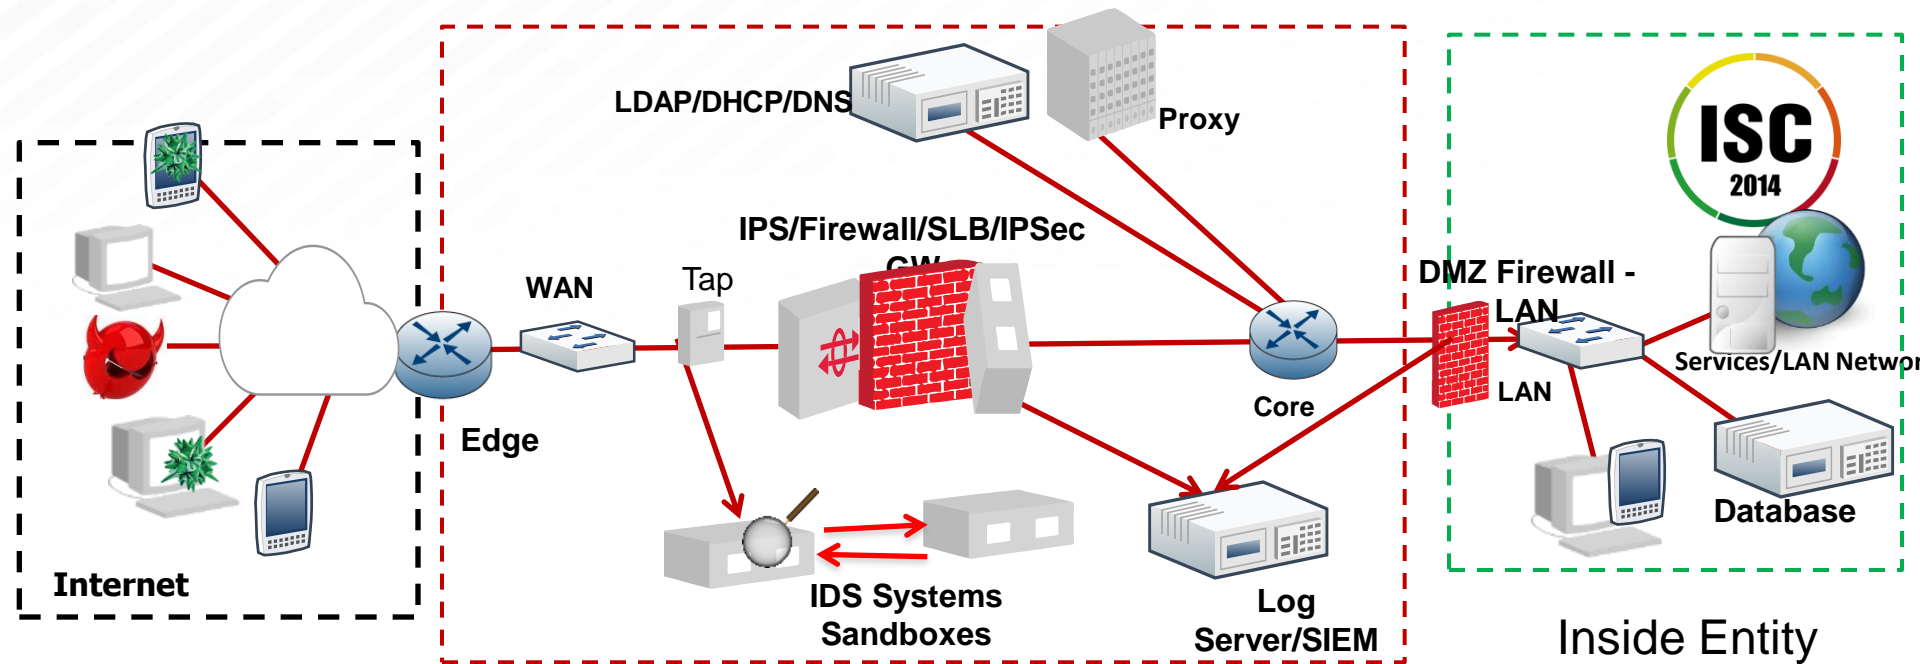 LDAP/DHCP/DNS
Proxy
ISC
2014
IPS/Firewall/SLB/IPSec
GW
WAN
Tap
DMZ Firewall -
LAN
Services/LAN Networ
LAN
Core
Edge
Database
Internet
IDS Systems
Sandboxes
Log
Server/SIEM
Inside Entity